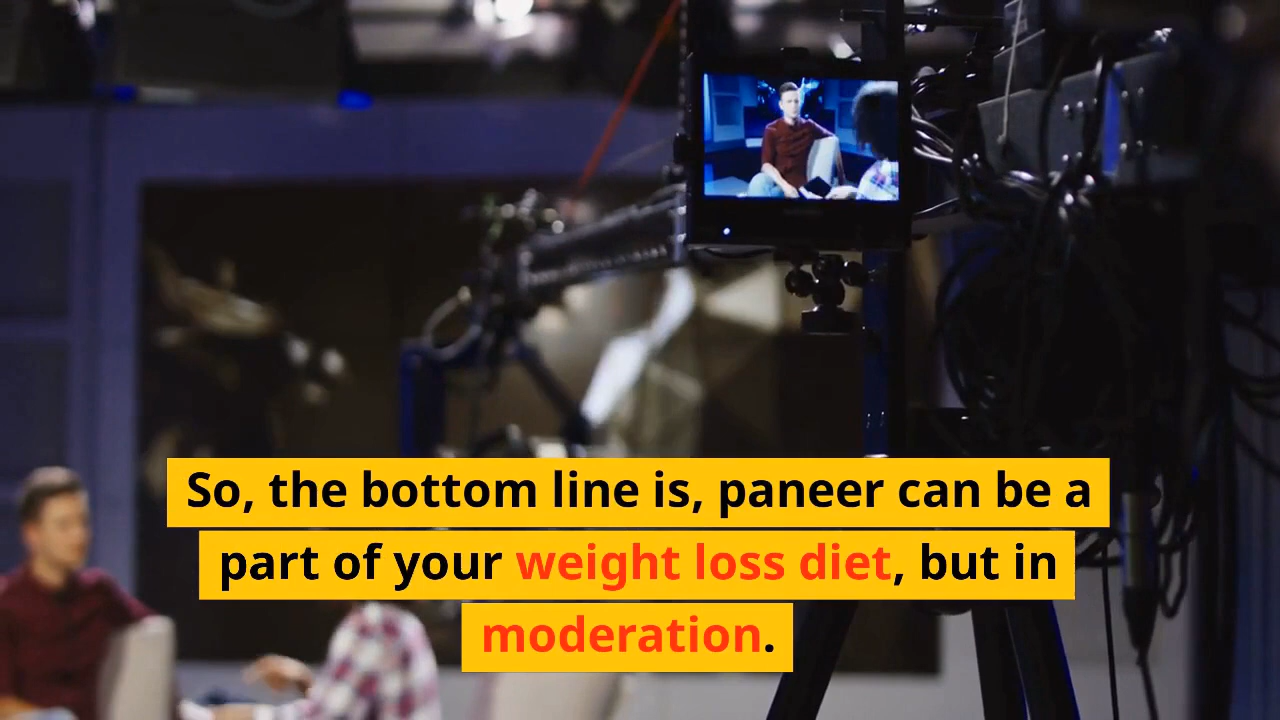 So, the bottom line is, paneer can be a
part of your weight loss diet, but in
moderation.